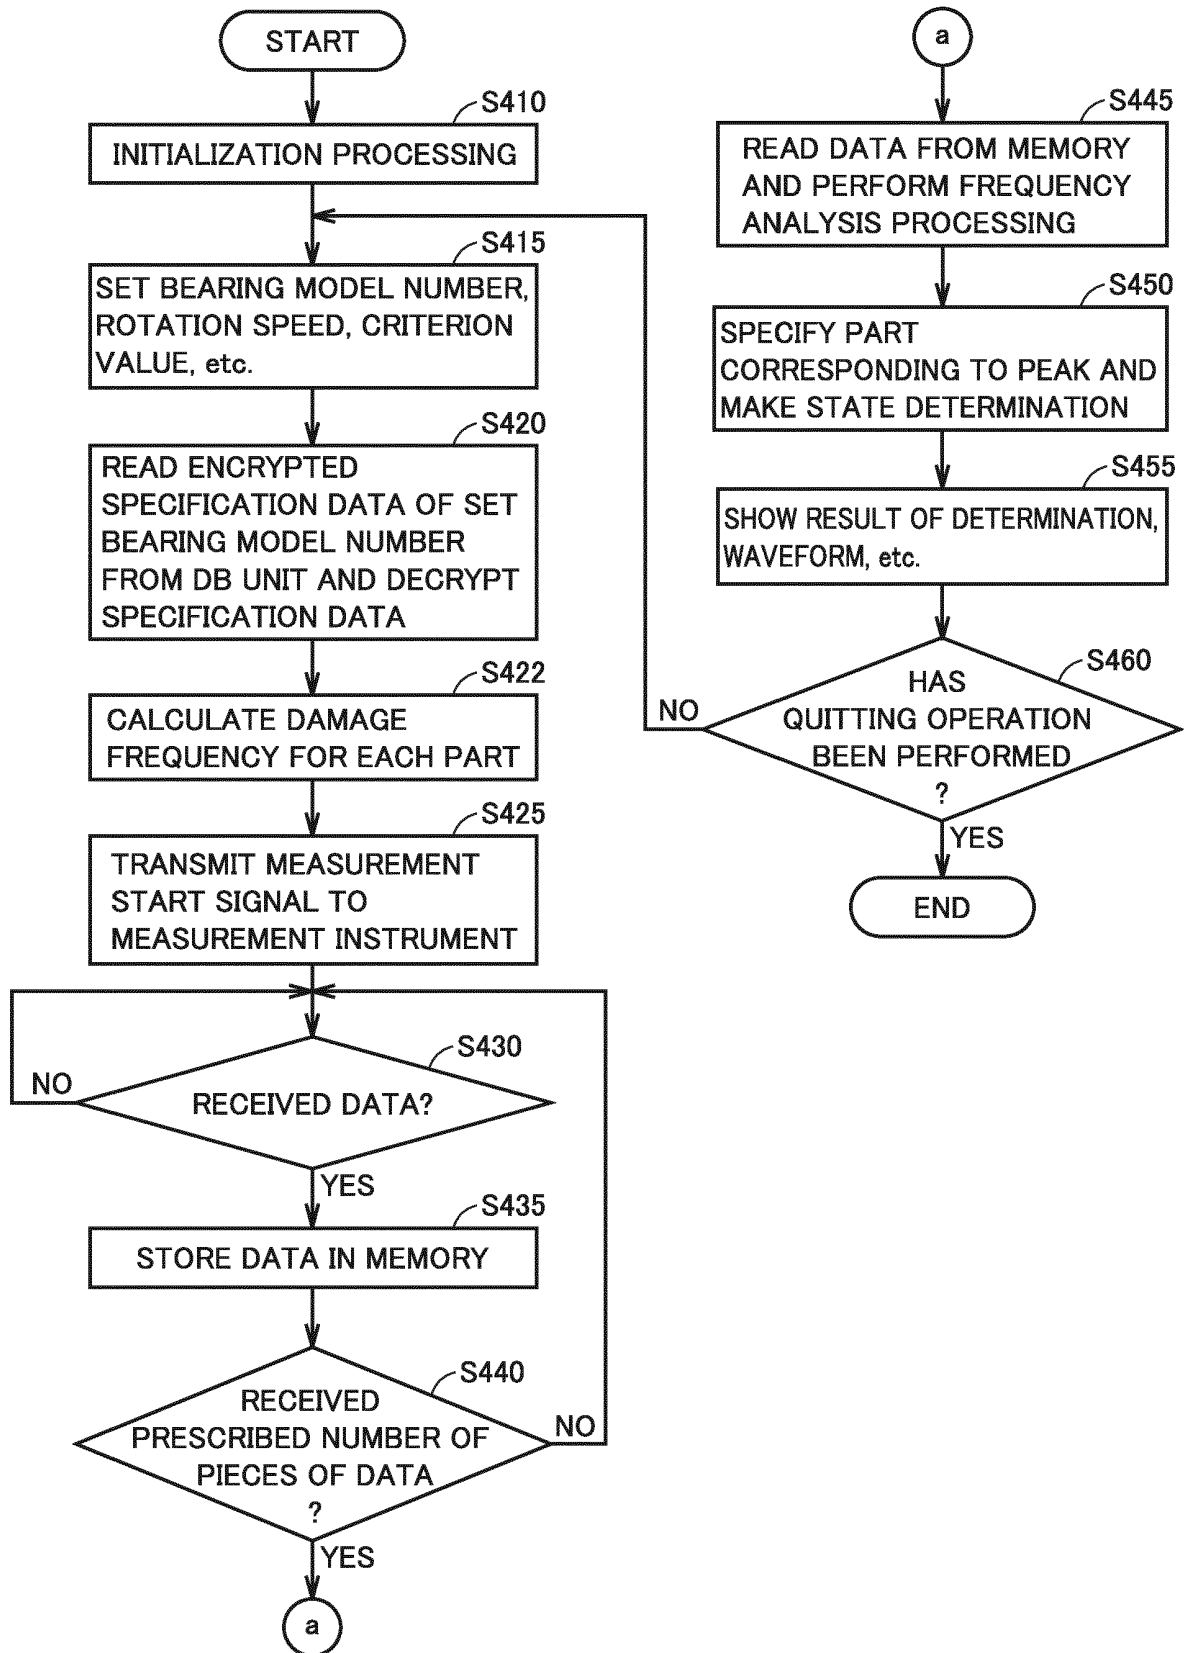 START
S410
INITIALIZATION PROCESSING
S415
SET BEARING MODEL NUMBER,
ROTATION SPEED, CRITERION
VALUE, etc.
S420
READ ENCRYPTED
SPECIFICATION DATA OF SET
BEARING MODEL NUMBER
FROM DB UNIT AND DECRYPT
SPECIFICATION DATA
S422
CALCULATE DAMAGE
FREQUENCY FOR EACH PART
S425
TRANSMIT MEASUREMENT
START SIGNAL TO
MEASUREMENT INSTRUMENT
S430
NO
RECEIVED DATA?
YES
S435
STORE DATA IN MEMORY
S440
RECEIVED
PRESCRIBED NUMBER OF
PIECES OF DATA
?
NO
YES
a
a
S445
READ DATA FROM MEMORY
AND PERFORM FREQUENCY
ANALYSIS PROCESSING
S450
SPECIFY PART
CORRESPONDING TO PEAK AND
MAKE STATE DETERMINATION
S455
SHOW RESULT OF DETERMINATION,
WAVEFORM, etc.
S460
NO
HAS
QUITTING OPERATION
BEEN PERFORMED
?
YES
END